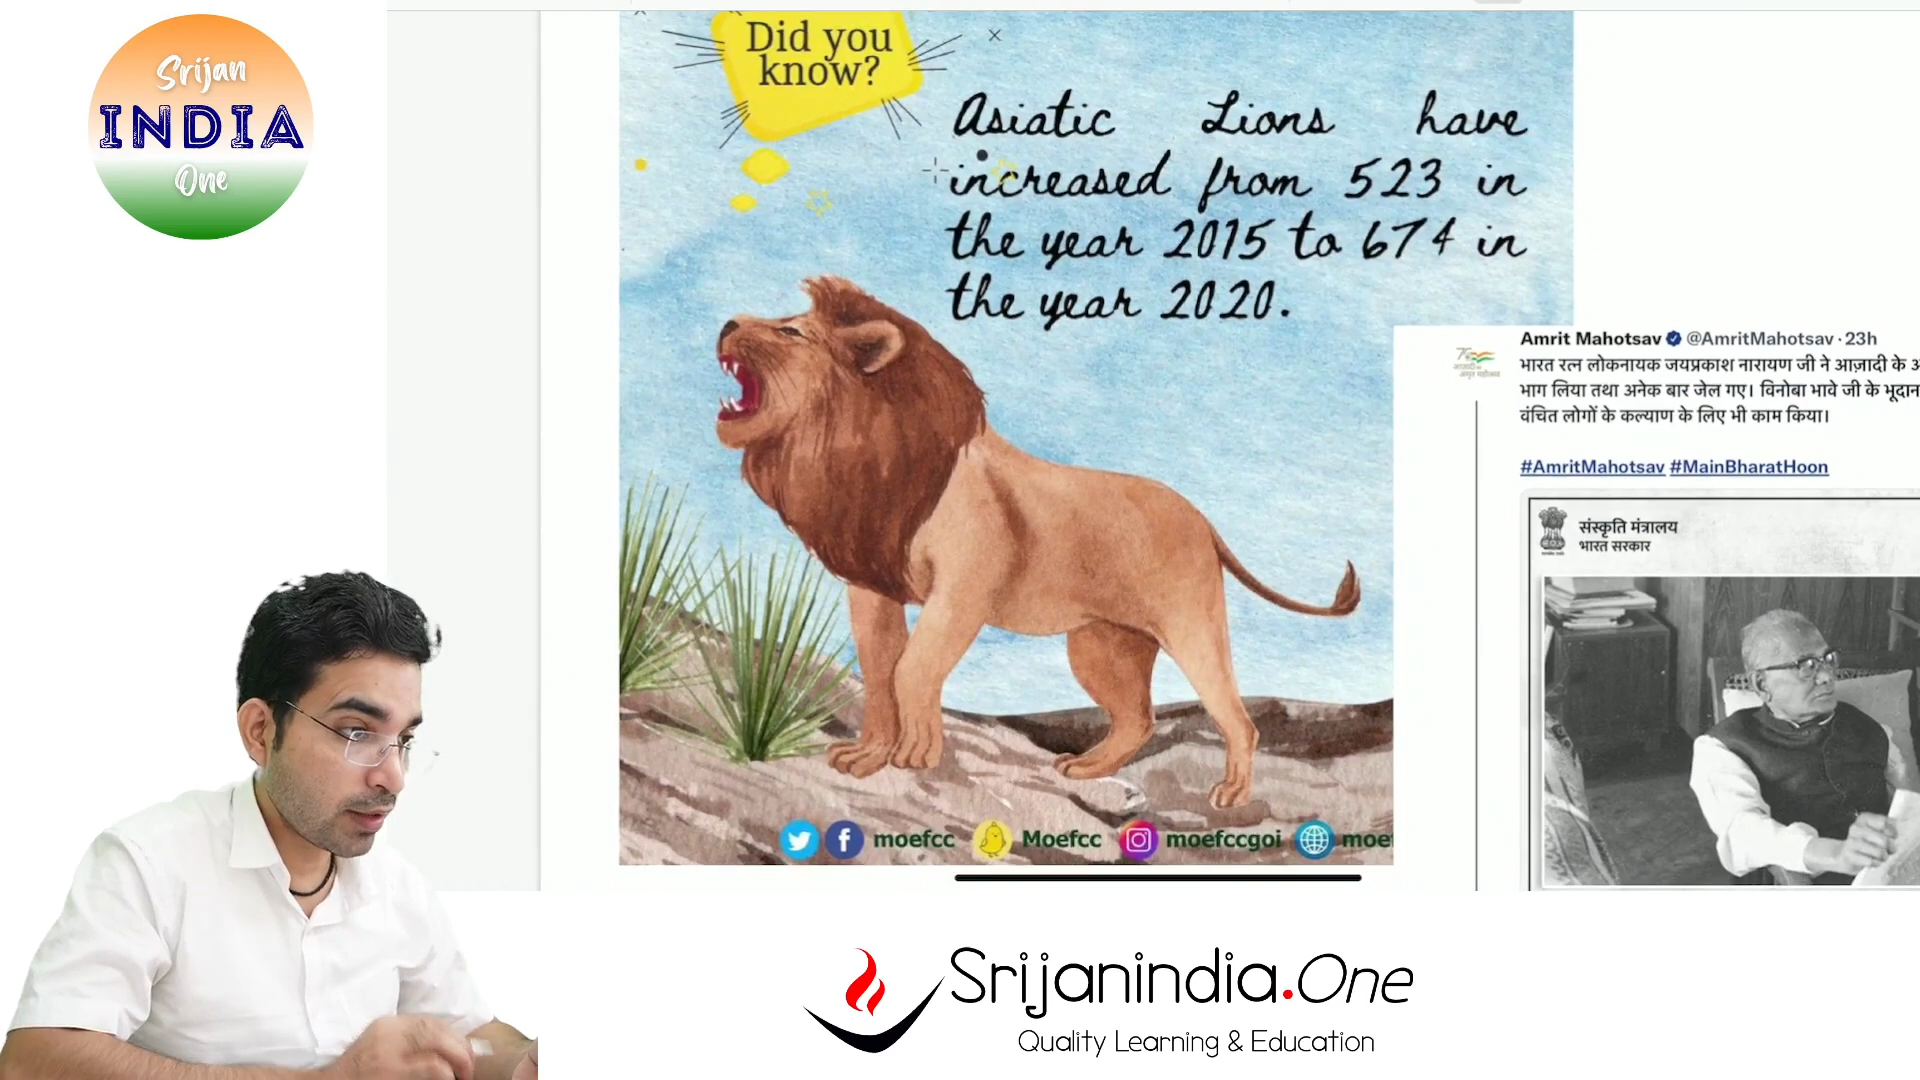 Srijan
INDIA
One
Did you
know?
Asiatic Lions have
increased from 523 in
the year 2015 to 674 in
the year 2020.
moefcc Moefcc moefccgoi
Amrit Mahotsav @AmritMahotsav · 23h
भारत रत्न लोकनायक जयप्रकाश नारायण जी ने आज़ादी के
भाग लिया तथा अनेक बार जेल गए। विनोबा भावे जी के भूदान
वंचित लोगों के कल्याण के लिए भी काम किया।
#AmritMahotsav #MainBharatHoon
संस्कृति मंत्रालय
भारत सरकार
Srijanindia.One
Quality Learning & Education